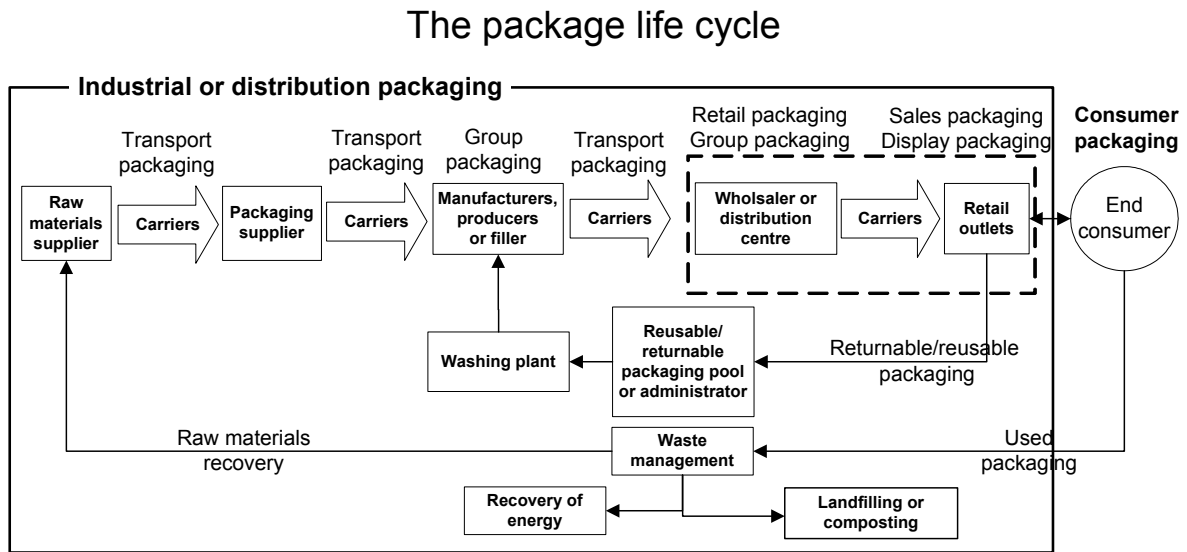 The package life cycle
Industrial or distribution packaging
Transport
packaging
Transport
packaging
Group
packaging
Transport
packaging
Retail packaging
Group packaging
Sales packaging
Display packaging
Consumer
packaging
Raw
materials
supplier
Carriers
Packaging
supplier
Carriers
Manufacturers,
producers
or filler
Carriers
Wholsaler or
distribution
centre
Carriers
Retail
outlets
End
consumer
Washing plant
Reusable/
returnable
packaging pool
or administrator
Returnable/reusable
packaging
Raw materials
recovery
Waste
management
Used
packaging
Recovery of
energy
Landfilling or
composting